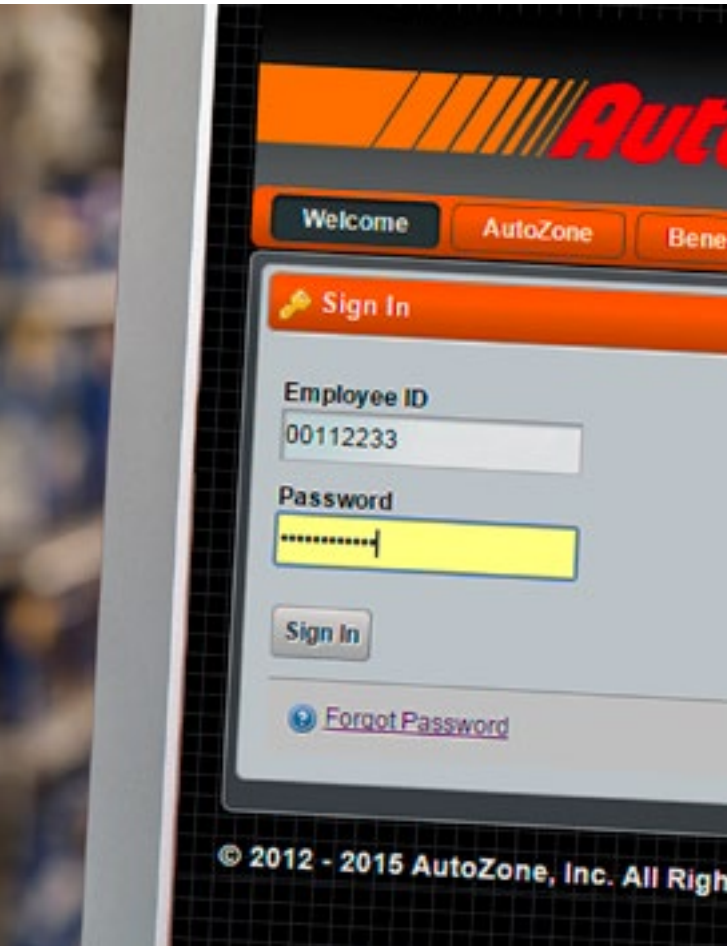 Aut
Welcome AutoZone Bene
Sign In
Employee ID
00112233
Password
••••••••••••
Sign In
Forgot Password
© 2012 - 2015 AutoZone, Inc. All Righ